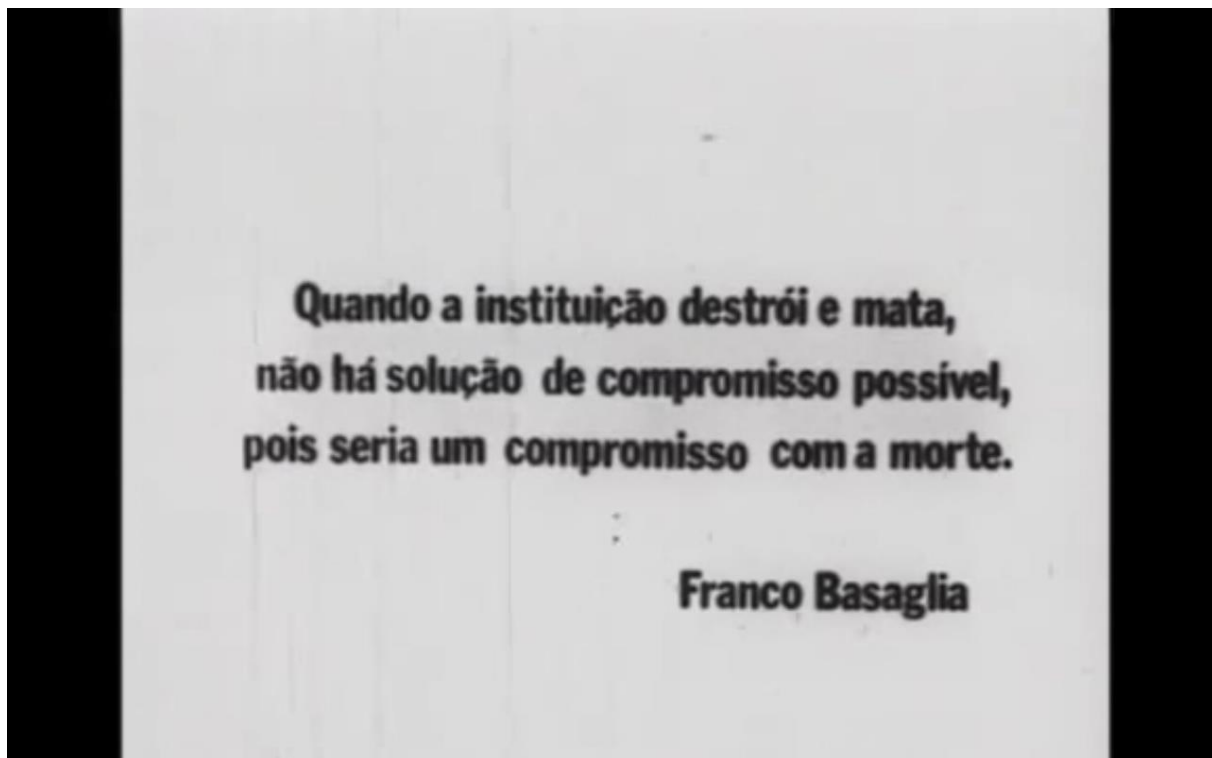 Quando a instituição destrói e mata,
não há solução de compromisso possível,
pois seria um compromisso com a morte.
Franco Basaglia